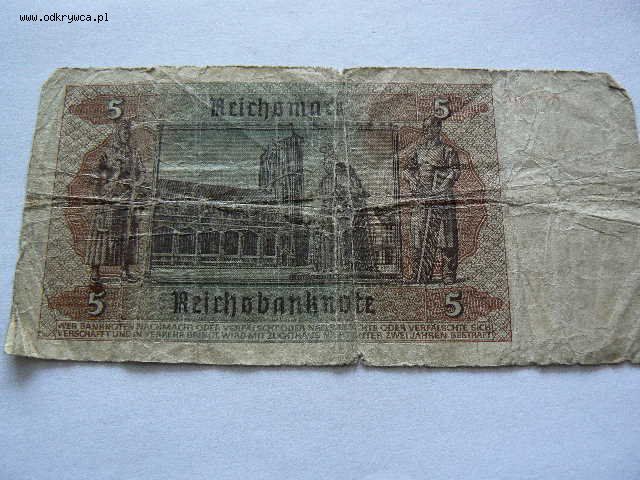 www.odkrywca.pl
5 Reichsmark 5
5 Reichsbanknote 5
WER BANKNOTEN NACHMACHT ODER VERFÄLSCHT ODER NACHGEMACHTE ODER VERFÄLSCHTE SICH
VERSCHAFFT UND IN VERKEHR BRINGT, WIRD MIT ZUCHTHAUS NICHT UNTER ZWEI JAHREN BESTRAFT